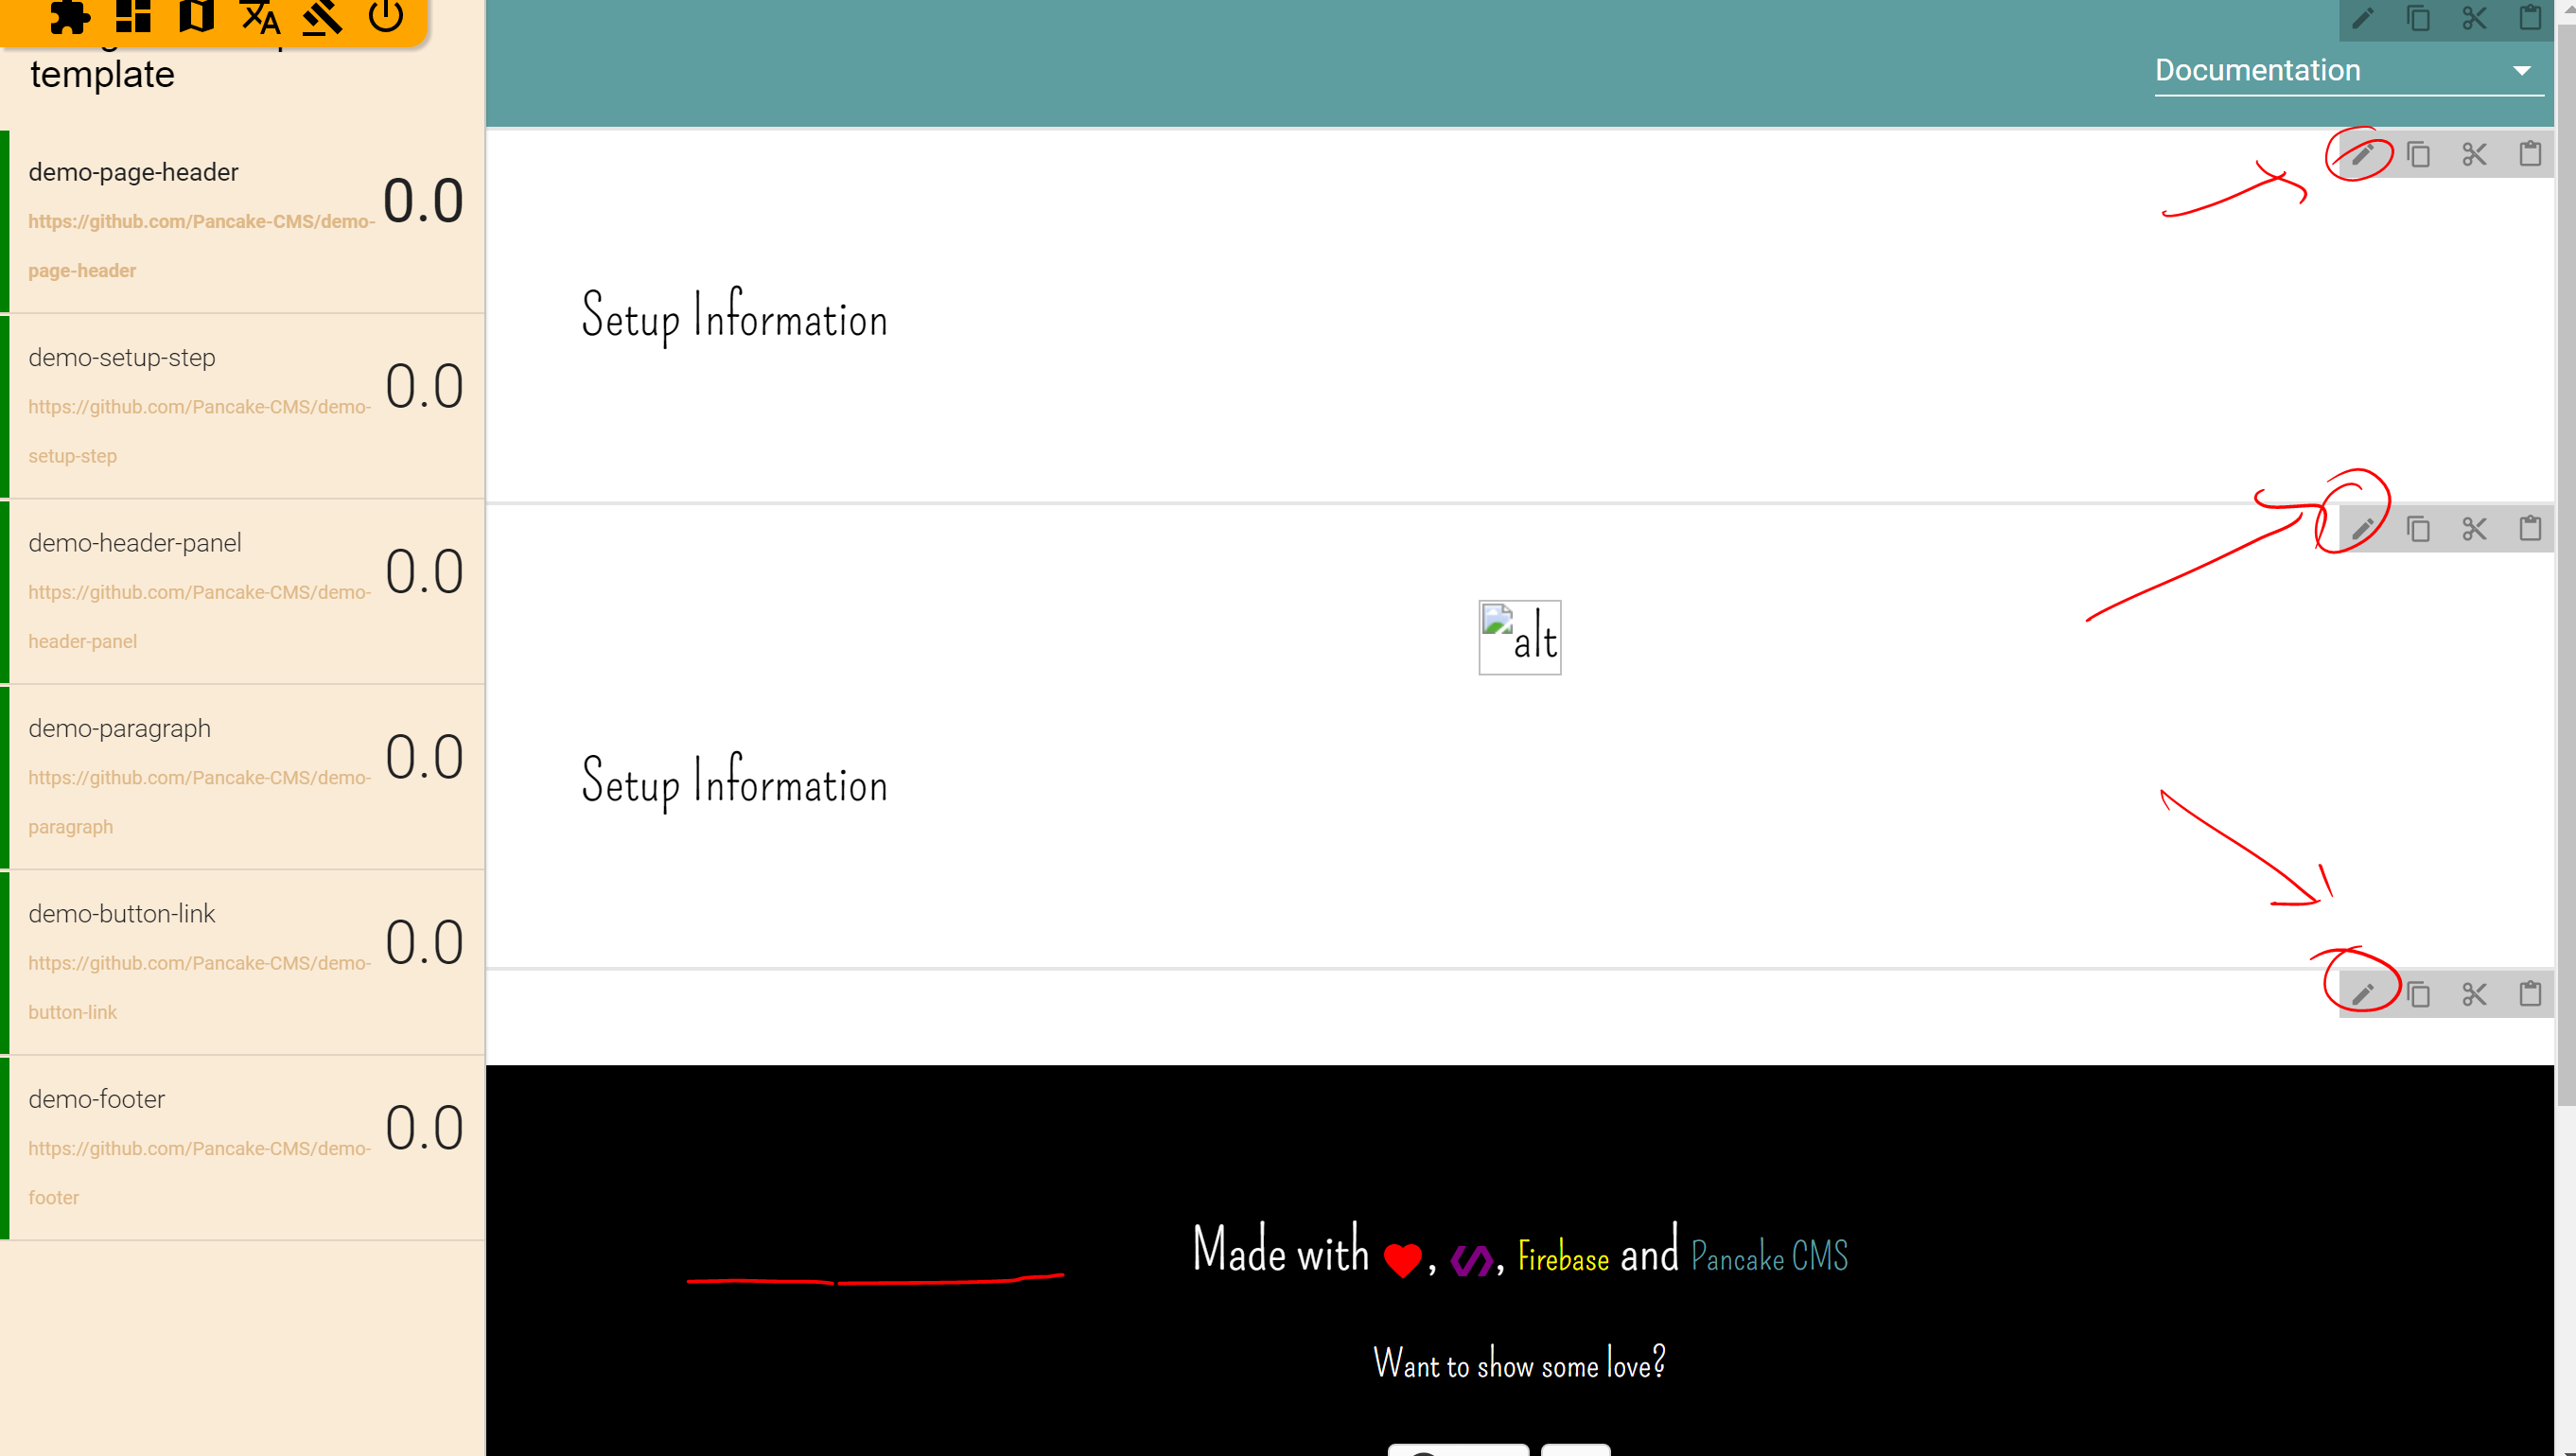 template
Documentation
demo-page-header
0.0
https://github.com/Pancake-CMS/demo-
page-header
Setup Information
demo-setup-step
0.0
https://github.com/Pancake-CMS/demo-
setup-step
demo-header-panel
0.0
https://github.com/Pancake-CMS/demo-
header-panel
alt
demo-paragraph
0.0
https://github.com/Pancake-CMS/demo-
paragraph
Setup Information
demo-button-link
0.0
https://github.com/Pancake-CMS/demo-
button-link
demo-footer
0.0
https://github.com/Pancake-CMS/demo-
footer
Made with , , Firebase and Pancake CMS
Want to show some love?